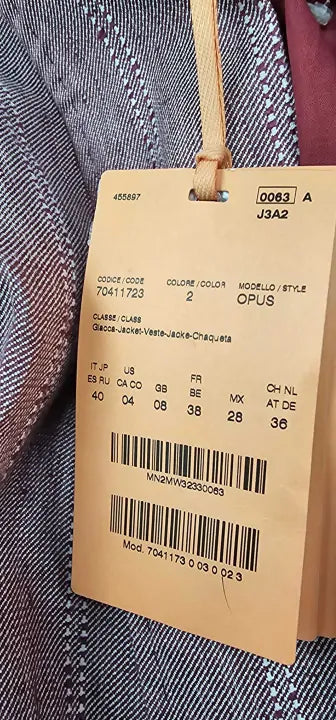 455897
0063 A
J3A2
CODICE / CODE COLORE / COLOR MODELLO / STYLE
70411723 2 OPUS
CLASSE / CLASS
Giacca-Jacket-Veste-Jacke-Chaqueta
IT JP US FR CH NL
ES RU CA CO GB BE MX AT DE
40 04 08 38 28 36
MN2MW32330063
Mod. 7041173 0 03 0 02 3